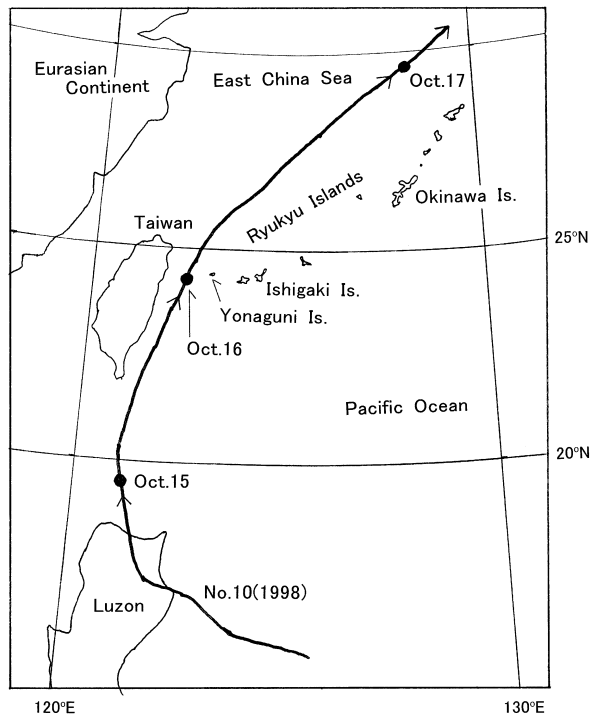 Eurasian
Continent
East China Sea
Oct.17
Ryukyu Islands
Okinawa Is.
Taiwan
25°N
Ishigaki Is.
Yonaguni Is.
Oct.16
Pacific Ocean
20°N
Oct.15
No.10(1998)
Luzon
120°E
130°E